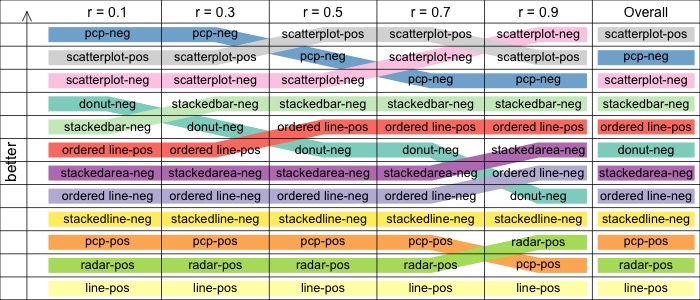 r = 0.1 r = 0.3 r = 0.5 r = 0.7 r = 0.9 Overall
pcp-neg pcp-neg scatterplot-pos scatterplot-pos scatterplot-neg scatterplot-pos
scatterplot-pos scatterplot-pos pcp-neg scatterplot-neg scatterplot-pos pcp-neg
scatterplot-neg scatterplot-neg scatterplot-neg pcp-neg pcp-neg scatterplot-neg
donut-neg stackedbar-neg stackedbar-neg stackedbar-neg stackedbar-neg stackedbar-neg
stackedbar-neg donut-neg ordered line-pos ordered line-pos ordered line-pos ordered line-pos
ordered line-pos ordered line-pos donut-neg donut-neg stackedarea-neg donut-neg
stackedarea-neg stackedarea-neg stackedarea-neg stackedarea-neg ordered line-neg stackedarea-neg
ordered line-neg ordered line-neg ordered line-neg ordered line-neg donut-neg ordered line-neg
stackedline-neg stackedline-neg stackedline-neg stackedline-neg stackedline-neg stackedline-neg
pcp-pos pcp-pos pcp-pos pcp-pos radar-pos pcp-pos
radar-pos radar-pos radar-pos radar-pos pcp-pos radar-pos
line-pos line-pos line-pos line-pos line-pos line-pos
better